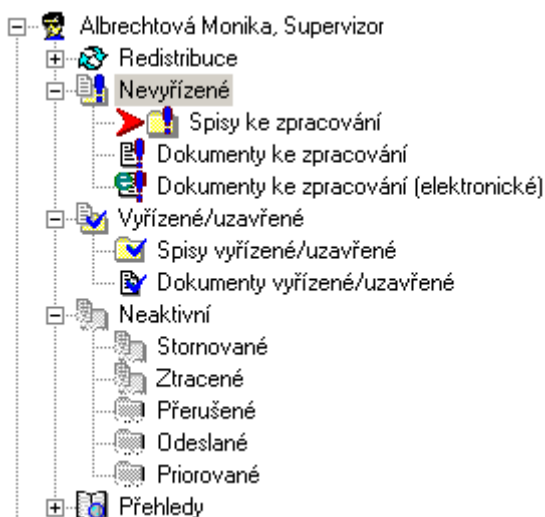 Albrechtová Monika, Supervizor
Redistribuce
Nevyřízené
Spisy ke zpracování
Dokumenty ke zpracování
Dokumenty ke zpracování (elektronické)
Vyřízené/uzavřené
Spisy vyřízené/uzavřené
Dokumenty vyřízené/uzavřené
Neaktivní
Stornované
Ztracené
Přerušené
Odeslané
Priorované
Přehledy